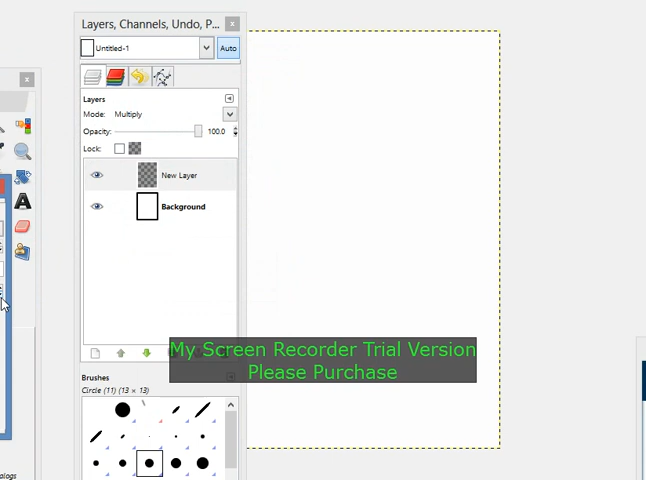 Layers, Channels, Undo, P...
Untitled-1
Auto
Layers
Mode: Multiply
Opacity: 100.0
Lock:
New Layer
Background
My Screen Recorder Trial Version
Please Purchase
Brushes
Circle (11) (13 × 13)
alogs